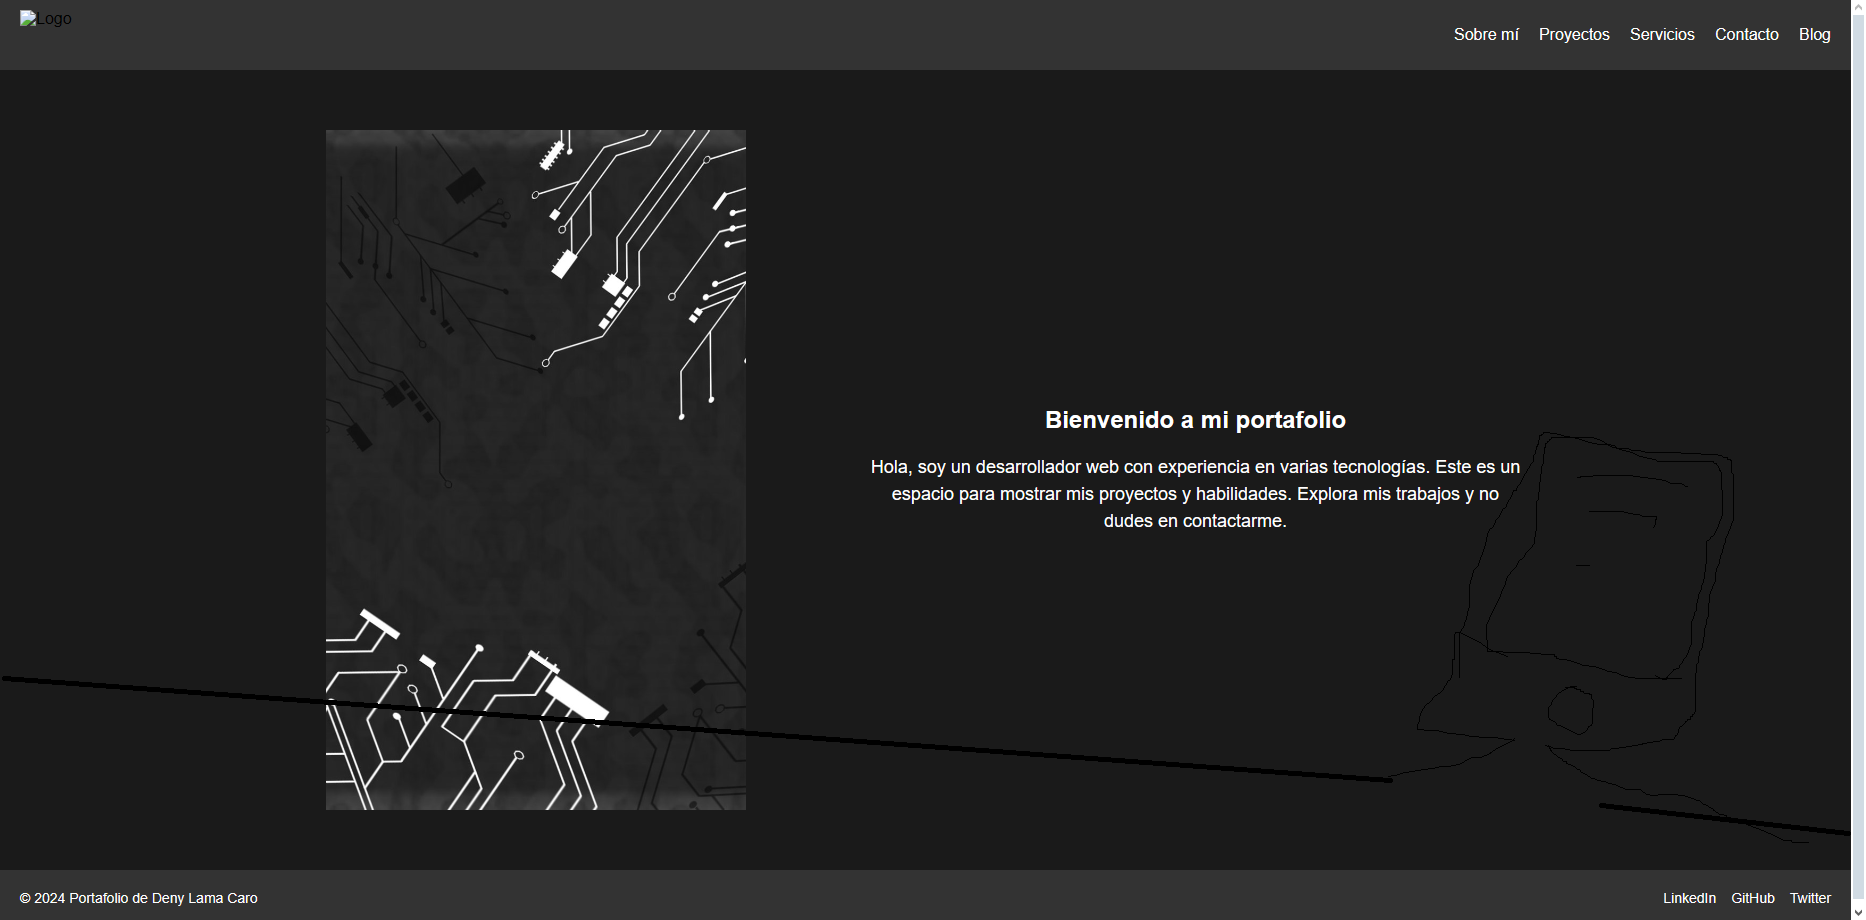 Logo
Sobre mí Proyectos Servicios Contacto Blog
Bienvenido a mi portafolio
Hola, soy un desarrollador web con experiencia en varias tecnologías. Este es un
espacio para mostrar mis proyectos y habilidades. Explora mis trabajos y no
dudes en contactarme.
© 2024 Portafolio de Deny Lama Caro
LinkedIn GitHub Twitter